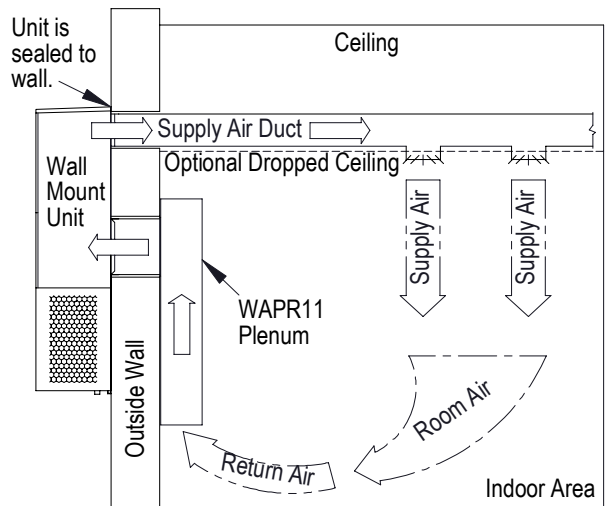 Unit is
sealed to
wall.
Ceiling
Supply Air Duct
Optional Dropped Ceiling
Wall
Mount
Unit
Supply Air
Supply Air
WAPR11
Plenum
Outside Wall
Room Air
Return Air
Indoor Area